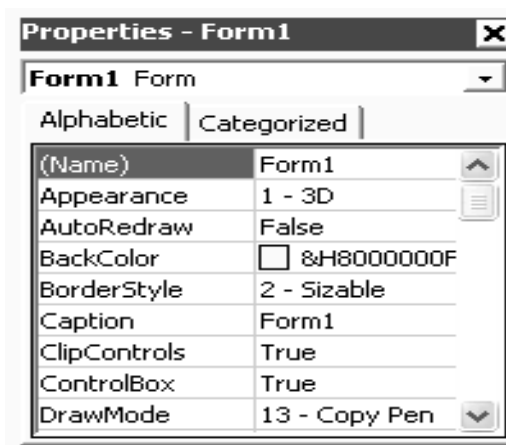 Properties - Form1
Form1 Form
Alphabetic Categorized
(Name) Form1
Appearance 1 - 3D
AutoRedraw False
BackColor &H8000000F
BorderStyle 2 - Sizable
Caption Form1
ClipControls True
ControlBox True
DrawMode 13 - Copy Pen